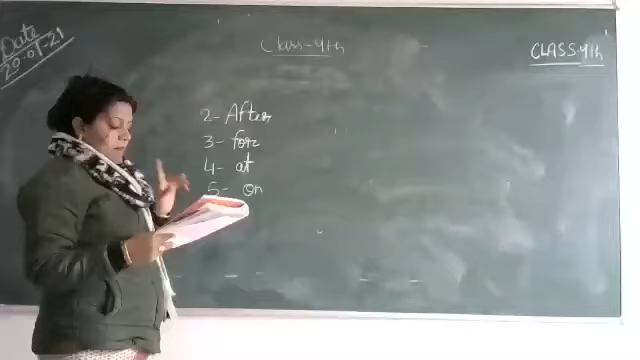 Date
20-01-21
Class-4th
CLASS 4th
2- After
3- for
4- at
5- on